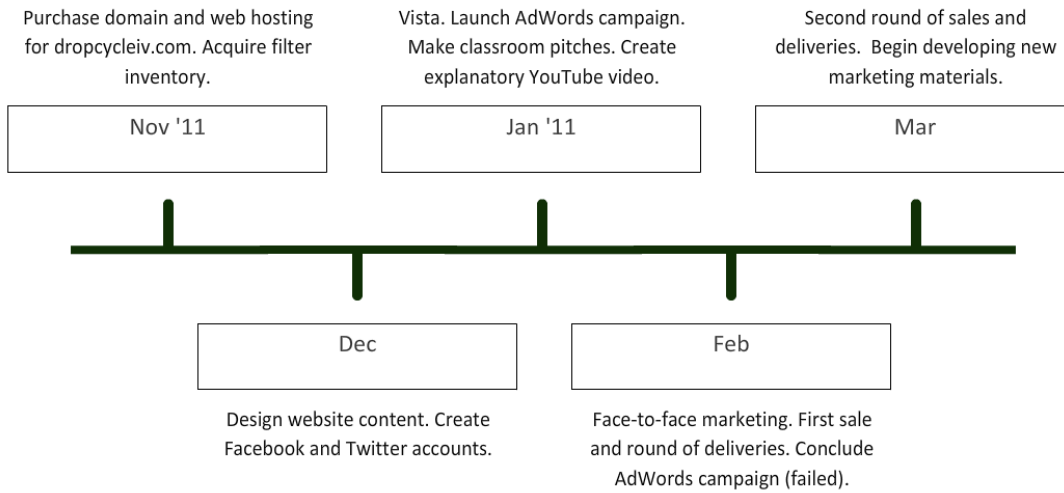 Purchase domain and web hosting
for dropcycleiv.com. Acquire filter
inventory.
Nov '11
Vista. Launch AdWords campaign.
Make classroom pitches. Create
explanatory YouTube video.
Jan '11
Second round of sales and
deliveries.  Begin developing new
marketing materials.
Mar
Dec
Design website content. Create
Facebook and Twitter accounts.
Feb
Face-to-face marketing. First sale
and round of deliveries. Conclude
AdWords campaign (failed).